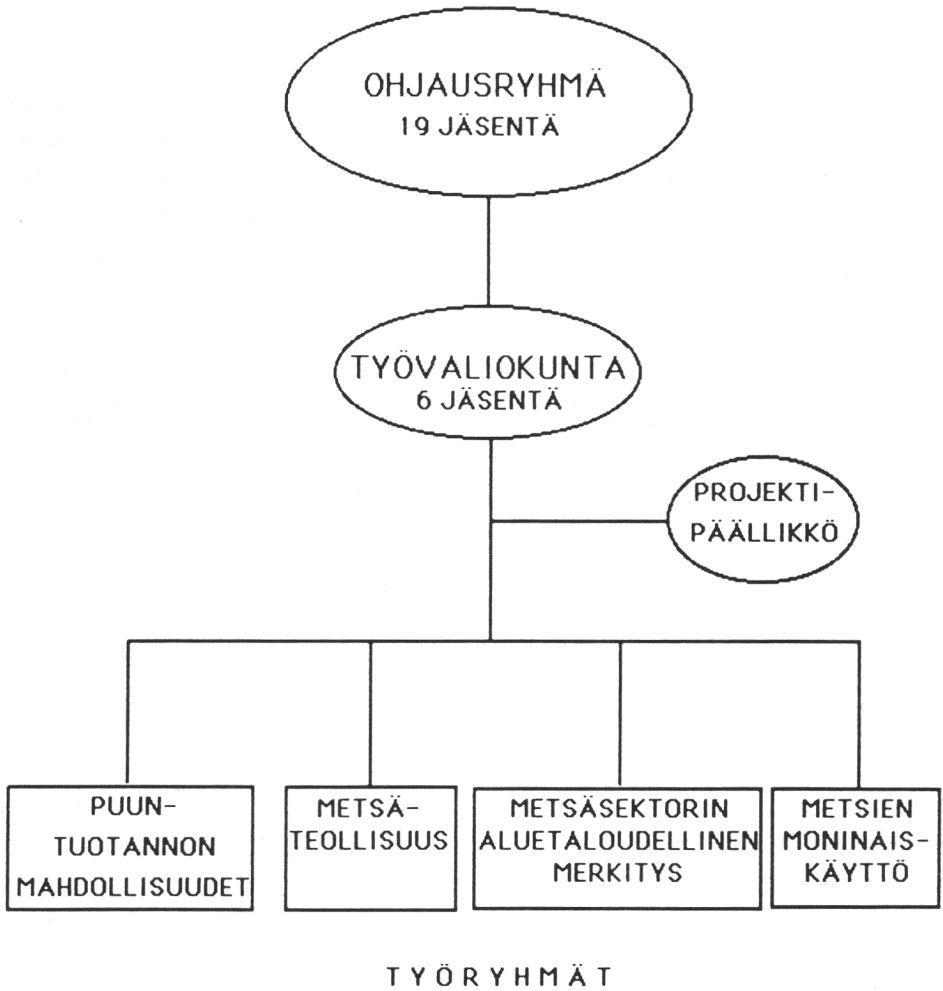 OHJAUSRYHMÄ
19 JÄSENTÄ
TYÖVALIOKUNTA
6 JÄSENTÄ
PROJEKTI-
PÄÄLLIKKÖ
PUUN-
TUOTANNON
MAHDOLLISUUDET
METSÄ-
TEOLLISUUS
METSÄSEKTORIN
ALUETALOUDELLINEN
MERKITYS
METSIEN
MONINAIS-
KÄYTTÖ
TYÖRYHMÄT